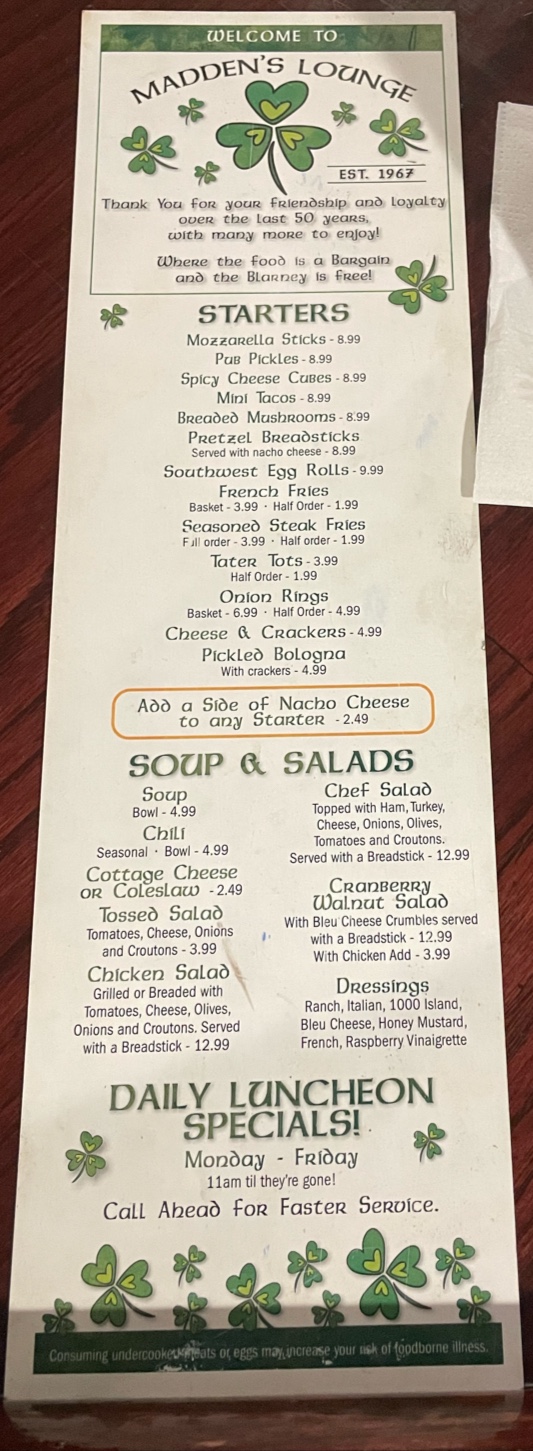 WELCOME TO
MADDEN'S LOUNGE
EST. 1967
Thank You for your friendship and loyalty
over the last 50 years,
with many more to enjoy!
Where the food is a Bargain
and the Blarney is free!
STARTERS
Mozzarella Sticks - 8.99
Pub Pickles - 8.99
Spicy Cheese Cubes - 8.99
Mini Tacos - 8.99
Breaded Mushrooms - 8.99
Pretzel Breadsticks
Served with nacho cheese - 8.99
Southwest Egg Rolls - 9.99
French Fries
Basket - 3.99 · Half Order - 1.99
Seasoned Steak Fries
Full order - 3.99 · Half order - 1.99
Tater Tots - 3.99
Half Order - 1.99
Onion Rings
Basket - 6.99 · Half Order - 4.99
Cheese & Crackers - 4.99
Pickled Bologna
With crackers - 4.99
Add a Side of Nacho Cheese
to any Starter - 2.49
SOUP & SALADS
Soup
Bowl - 4.99
Chili
Seasonal · Bowl - 4.99
Cottage Cheese
or Coleslaw - 2.49
Tossed Salad
Tomatoes, Cheese, Onions
and Croutons - 3.99
Chicken Salad
Grilled or Breaded with
Tomatoes, Cheese, Olives,
Onions and Croutons. Served
with a Breadstick - 12.99
Chef Salad
Topped with Ham, Turkey,
Cheese, Onions, Olives,
Tomatoes and Croutons.
Served with a Breadstick - 12.99
Cranberry
Walnut Salad
With Bleu Cheese Crumbles served
with a Breadstick - 12.99
With Chicken Add - 3.99
Dressings
Ranch, Italian, 1000 Island,
Bleu Cheese, Honey Mustard,
French, Raspberry Vinaigrette
DAILY LUNCHEON
SPECIALS!
Monday - Friday
11am til they're gone!
Call Ahead for Faster Service.
Consuming undercooked meats or eggs may increase your risk of foodborne illness.